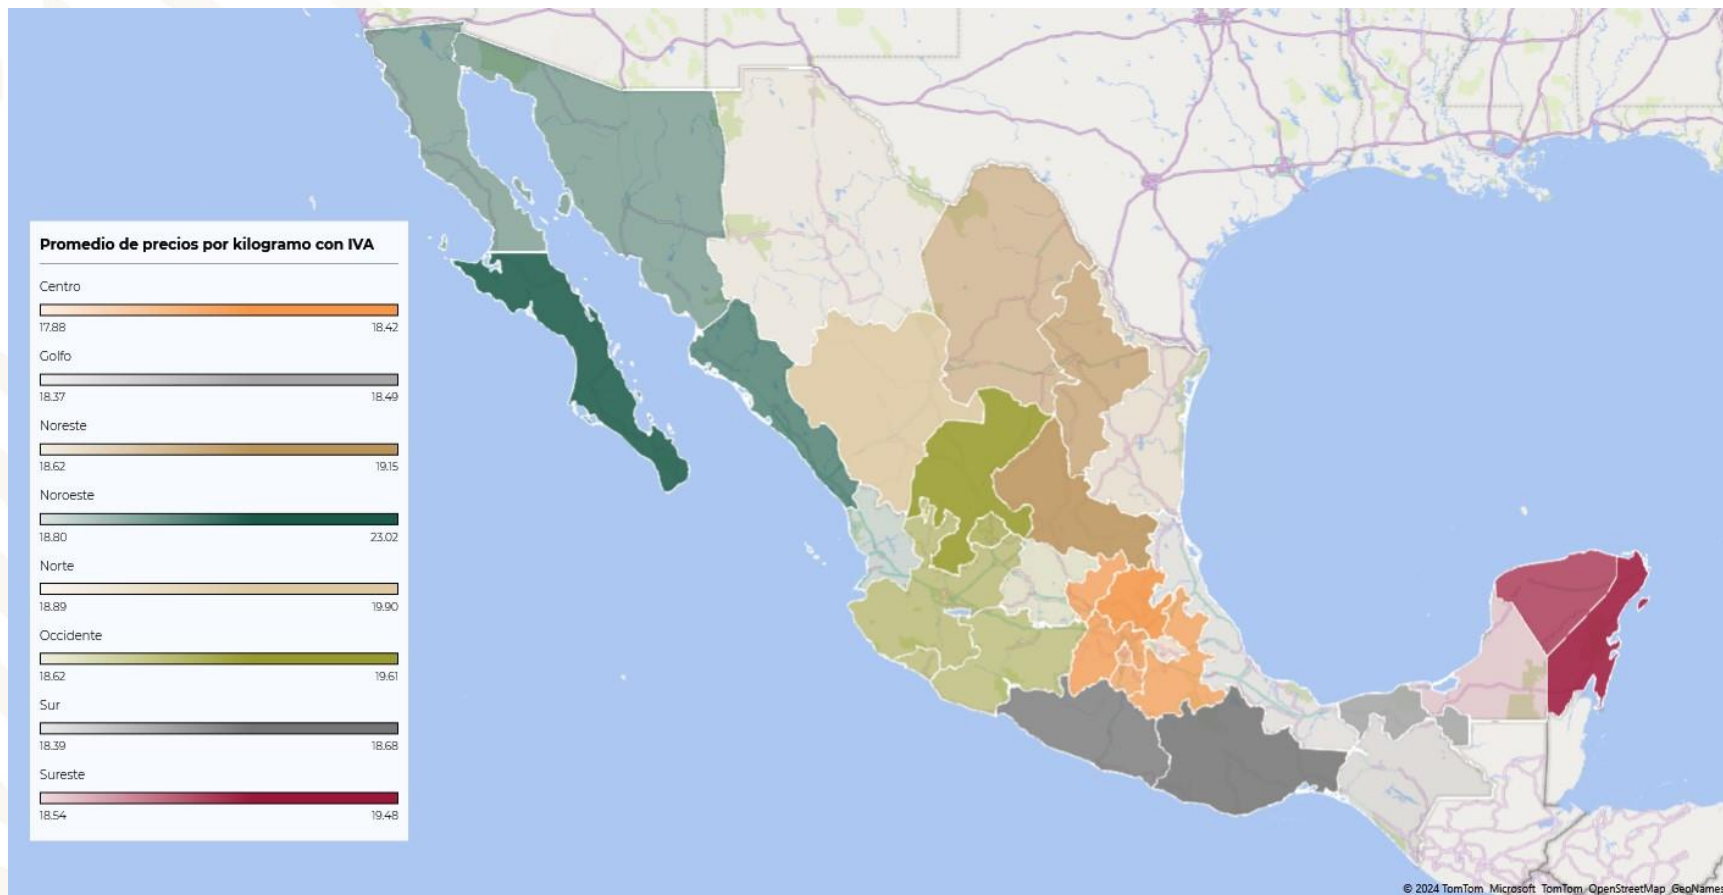 Promedio de precios por kilogramo con IVA
Centro
17.88 18.42
Golfo
18.37 18.49
Noreste
18.62 19.15
Noroeste
18.80 23.02
Norte
18.89 19.90
Occidente
18.62 19.61
Sur
18.39 18.68
Sureste
18.54 19.48
© 2024 TomTom Microsoft TomTom OpenStreetMap GeoNames